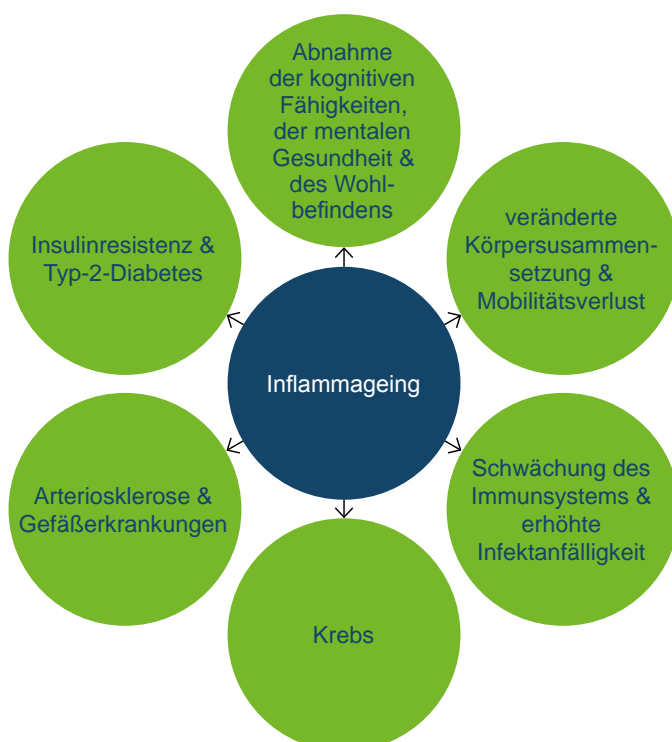 Abnahme
der kognitiven
Fähigkeiten,
der mentalen
Gesundheit &
des Wohl-
befindens
Insulinresistenz &
Typ-2-Diabetes
veränderte
Körpersusammen-
setzung &
Mobilitätsverlust
Inflammageing
Arteriosklerose &
Gefäßerkrankungen
Schwächung des
Immunsystems &
erhöhte
Infektanfälligkeit
Krebs